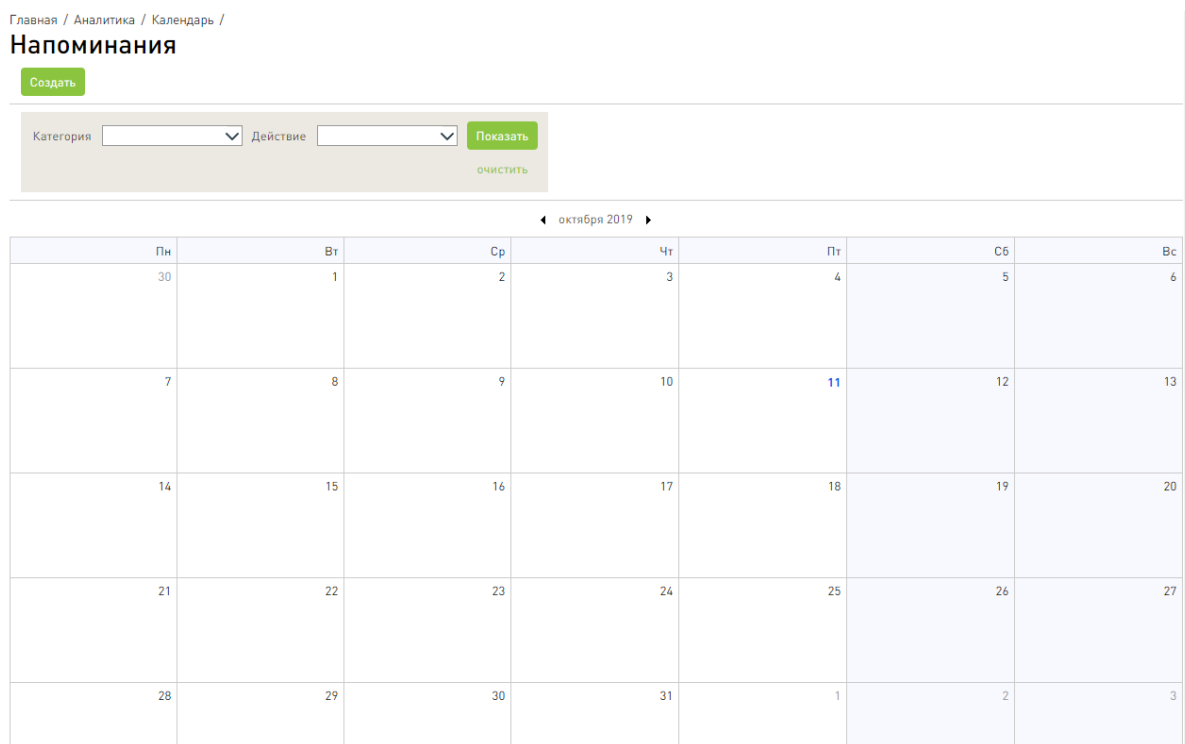 Главная / Аналитика / Календарь /
Напоминания
Создать
Категория Действие Показать
очистить
октября 2019
Пн Вт Ср Чт Пт Сб Вс
30 1 2 3 4 5 6
7 8 9 10 11 12 13
14 15 16 17 18 19 20
21 22 23 24 25 26 27
28 29 30 31 1 2 3